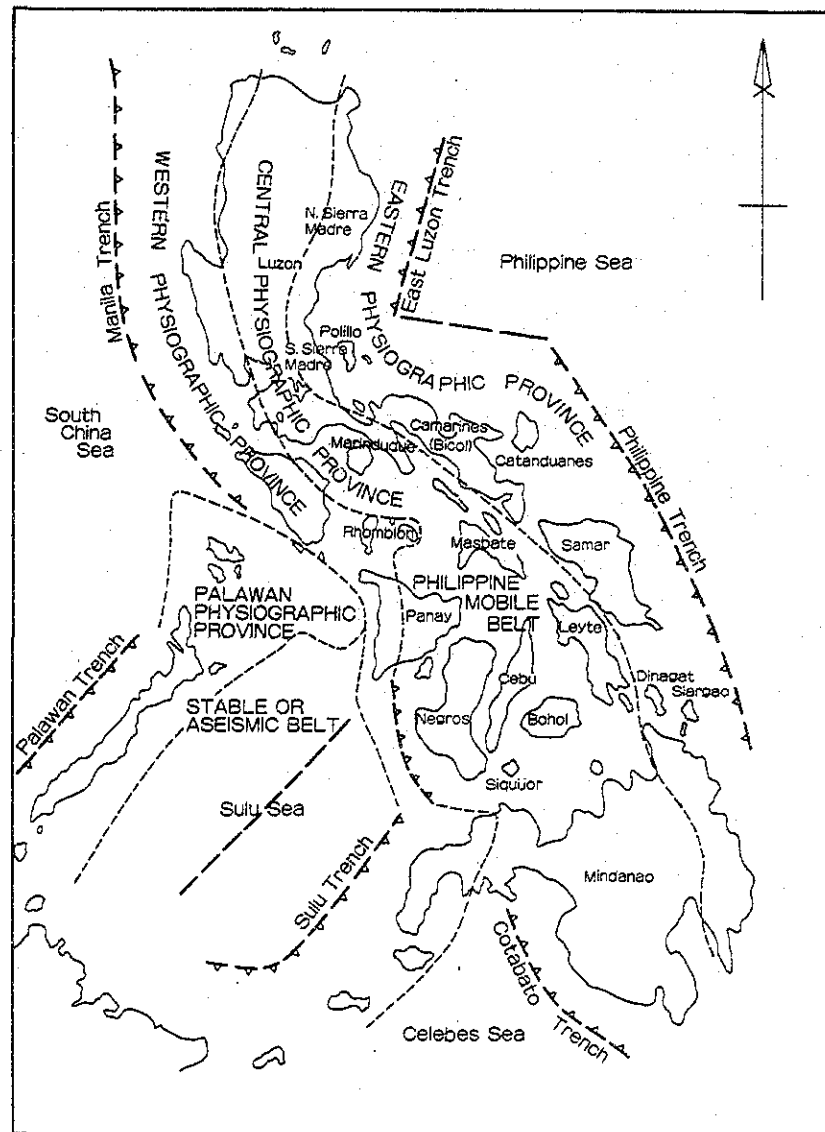 WESTERN PHYSIOGRAPHIC PROVINCE
CENTRAL PHYSIOGRAPHIC PROVINCE
EASTERN PHYSIOGRAPHIC PROVINCE
Manila Trench
East Luzon Trench
N. Sierra
Madre
Luzon
Philippine Sea
Polillo
S. Sierra
Madre
South
China
Sea
Camarines
(Bicol)
Marinduque
Catanduanes
Philippine Trench
Rhomblon
Masbate
Samar
PALAWAN
PHYSIOGRAPHIC
PROVINCE
PHILIPPINE
MOBILE
BELT
Panay
Leyte
Palawan Trench
STABLE OR
ASEISMIC BELT
Cebu
Dinagat
Siargao
Negros
Bohol
Siquijor
Sulu Sea
Sulu Trench
Mindanao
Cotabato Trench
Celebes Sea